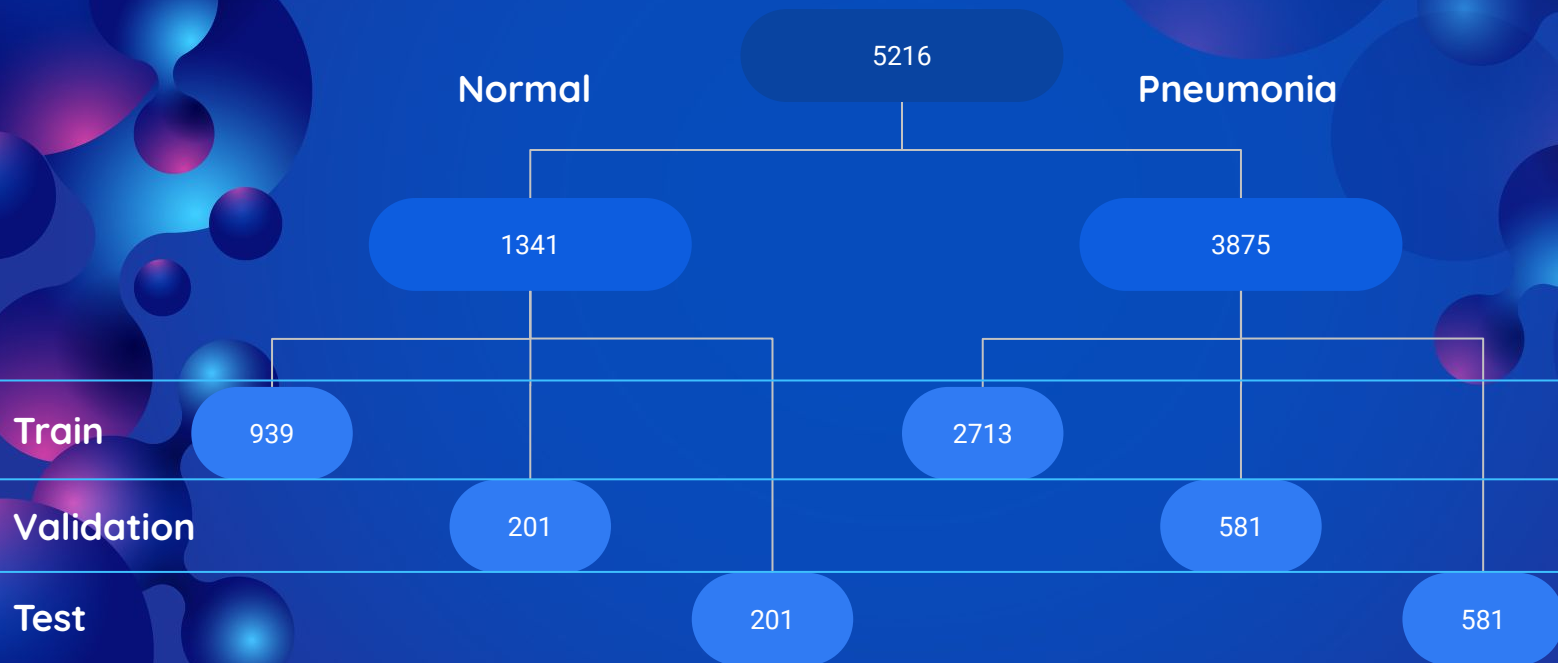 5216
Normal
Pneumonia
1341
3875
Train
939
2713
Validation
201
581
Test
201
581